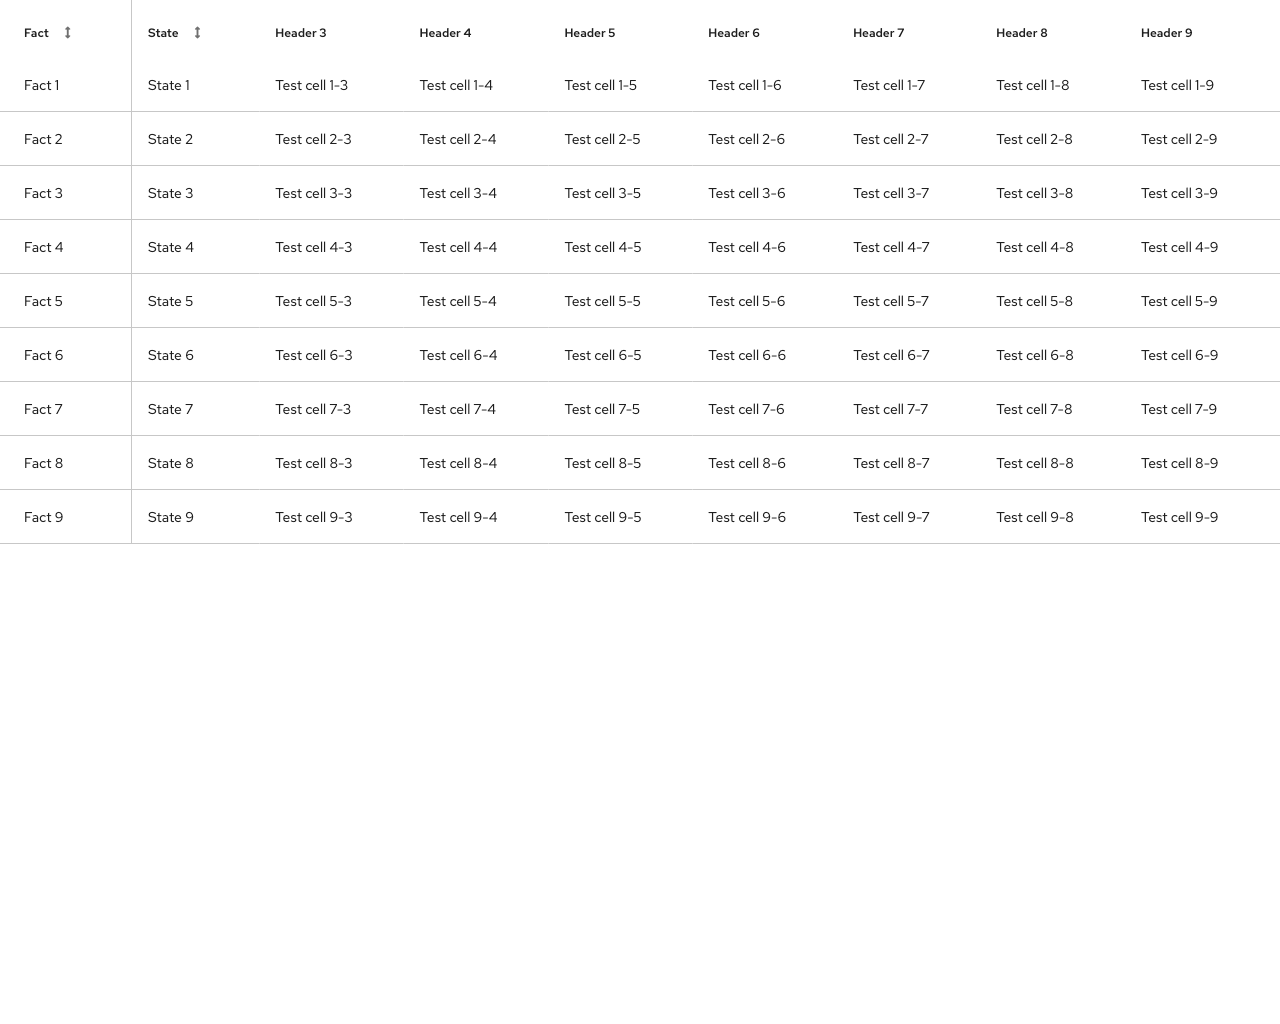 Fact State Header 3 Header 4 Header 5 Header 6 Header 7 Header 8 Header 9
Fact 1 State 1 Test cell 1-3 Test cell 1-4 Test cell 1-5 Test cell 1-6 Test cell 1-7 Test cell 1-8 Test cell 1-9
Fact 2 State 2 Test cell 2-3 Test cell 2-4 Test cell 2-5 Test cell 2-6 Test cell 2-7 Test cell 2-8 Test cell 2-9
Fact 3 State 3 Test cell 3-3 Test cell 3-4 Test cell 3-5 Test cell 3-6 Test cell 3-7 Test cell 3-8 Test cell 3-9
Fact 4 State 4 Test cell 4-3 Test cell 4-4 Test cell 4-5 Test cell 4-6 Test cell 4-7 Test cell 4-8 Test cell 4-9
Fact 5 State 5 Test cell 5-3 Test cell 5-4 Test cell 5-5 Test cell 5-6 Test cell 5-7 Test cell 5-8 Test cell 5-9
Fact 6 State 6 Test cell 6-3 Test cell 6-4 Test cell 6-5 Test cell 6-6 Test cell 6-7 Test cell 6-8 Test cell 6-9
Fact 7 State 7 Test cell 7-3 Test cell 7-4 Test cell 7-5 Test cell 7-6 Test cell 7-7 Test cell 7-8 Test cell 7-9
Fact 8 State 8 Test cell 8-3 Test cell 8-4 Test cell 8-5 Test cell 8-6 Test cell 8-7 Test cell 8-8 Test cell 8-9
Fact 9 State 9 Test cell 9-3 Test cell 9-4 Test cell 9-5 Test cell 9-6 Test cell 9-7 Test cell 9-8 Test cell 9-9